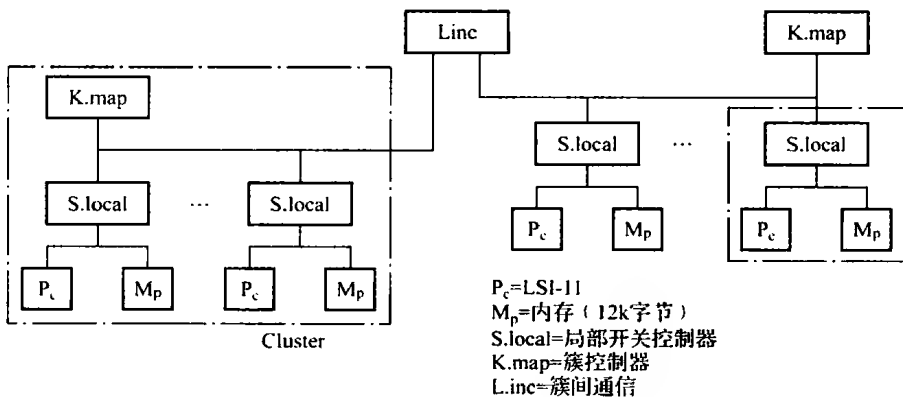 Linc
K.map
K.map
S.local
...
S.local
S.local
...
S.local
Pc
Mp
Pc
Mp
Pc
Mp
Pc
Mp
Cluster
Pc=LSI-11
Mp=内存（12k字节）
S.local=局部开关控制器
K.map=簇控制器
L.inc=簇间通信